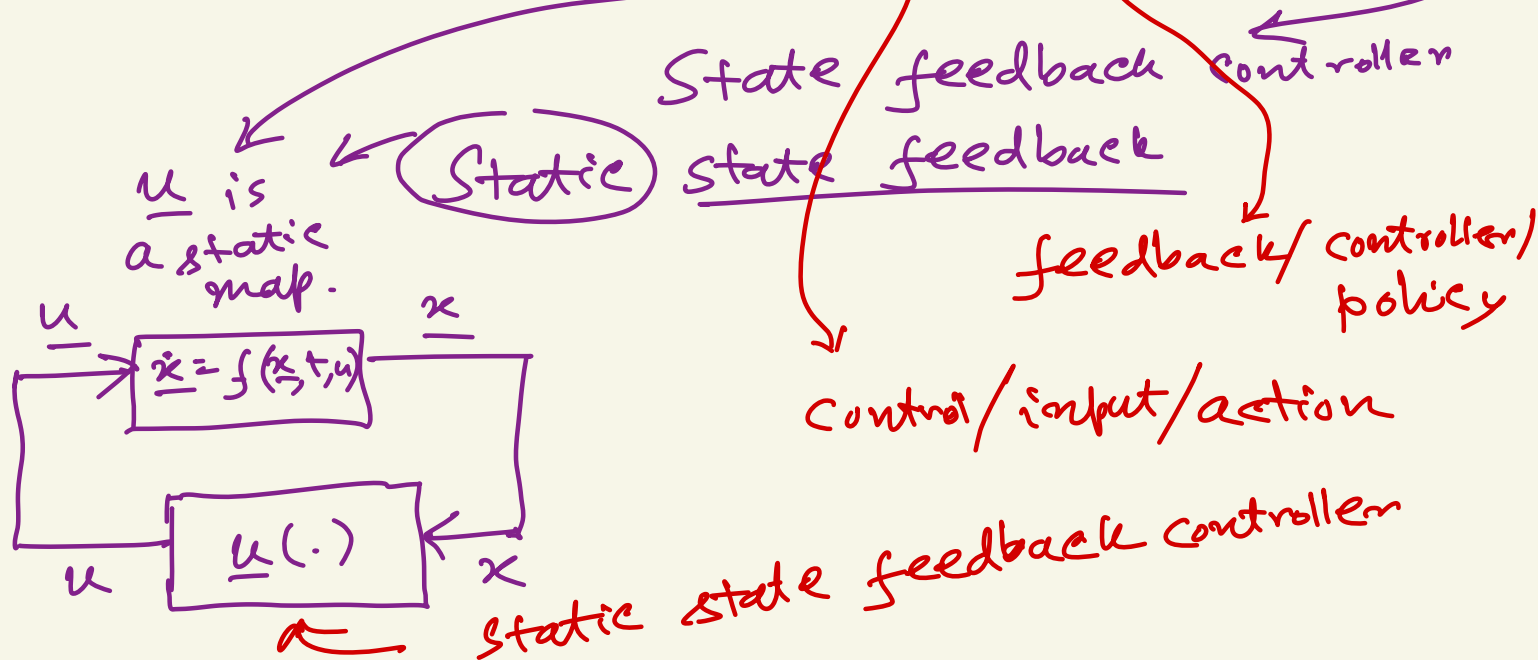 State feedback controller
Static state feedback
u is
a static
map.
feedback/controller/
policy
u
x
ẋ = f(x,t,u)
control/input/action
u(.)
u
x
static state feedback controller